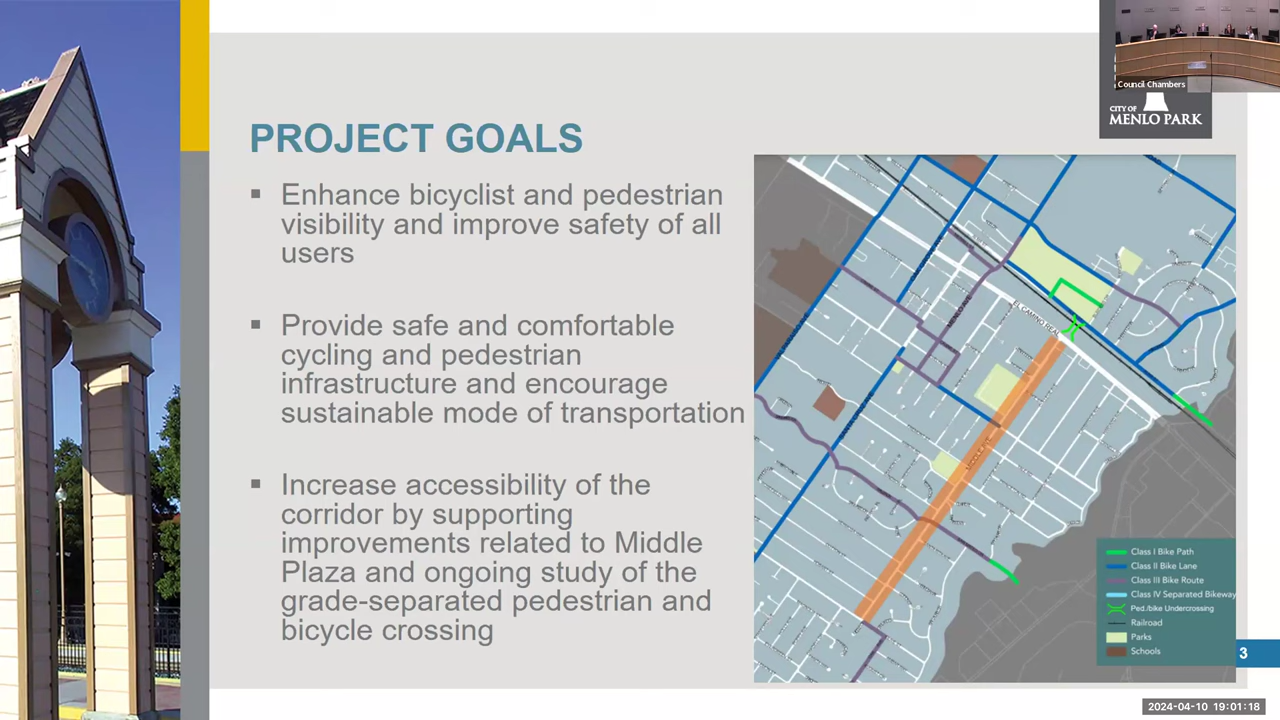 Council Chambers
CITY OF
MENLO PARK
PROJECT GOALS
▪ Enhance bicyclist and pedestrian
visibility and improve safety of all
users
▪ Provide safe and comfortable
cycling and pedestrian
infrastructure and encourage
sustainable mode of transportation
▪ Increase accessibility of the
corridor by supporting
improvements related to Middle
Plaza and ongoing study of the
grade-separated pedestrian and
bicycle crossing
EL CAMINO REAL
Class I Bike Path
Class II Bike Lane
Class III Bike Route
Class IV Separated Bikeway
Ped./bike Undercrossing
Railroad
Parks
Schools
3
2024-04-10 19:01:18